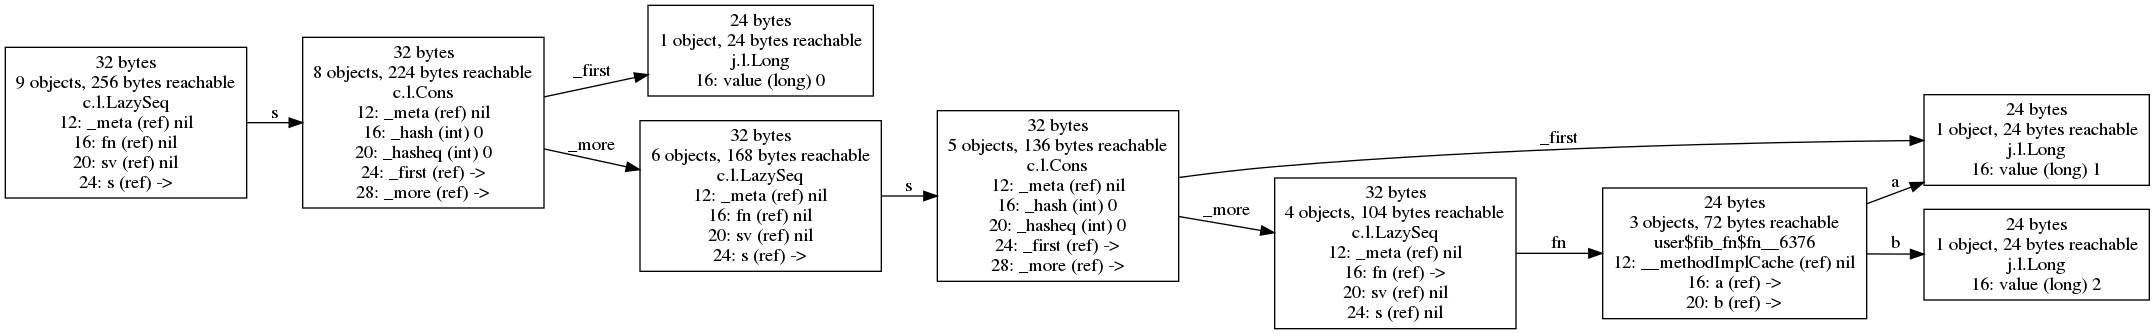 32 bytes
9 objects, 256 bytes reachable
c.l.LazySeq
12: _meta (ref) nil
16: fn (ref) nil
20: sv (ref) nil
24: s (ref) ->
s
32 bytes
8 objects, 224 bytes reachable
c.l.Cons
12: _meta (ref) nil
16: _hash (int) 0
20: _hasheq (int) 0
24: _first (ref) ->
28: _more (ref) ->
_first
_more
24 bytes
1 object, 24 bytes reachable
j.l.Long
16: value (long) 0
32 bytes
6 objects, 168 bytes reachable
c.l.LazySeq
12: _meta (ref) nil
16: fn (ref) nil
20: sv (ref) nil
24: s (ref) ->
s
32 bytes
5 objects, 136 bytes reachable
c.l.Cons
12: _meta (ref) nil
16: _hash (int) 0
20: _hasheq (int) 0
24: _first (ref) ->
28: _more (ref) ->
_first
_more
32 bytes
4 objects, 104 bytes reachable
c.l.LazySeq
12: _meta (ref) nil
16: fn (ref) ->
20: sv (ref) nil
24: s (ref) nil
fn
24 bytes
3 objects, 72 bytes reachable
user$fib_fn$fn__6376
12: __methodImplCache (ref) nil
16: a (ref) ->
20: b (ref) ->
a
b
24 bytes
1 object, 24 bytes reachable
j.l.Long
16: value (long) 1
24 bytes
1 object, 24 bytes reachable
j.l.Long
16: value (long) 2